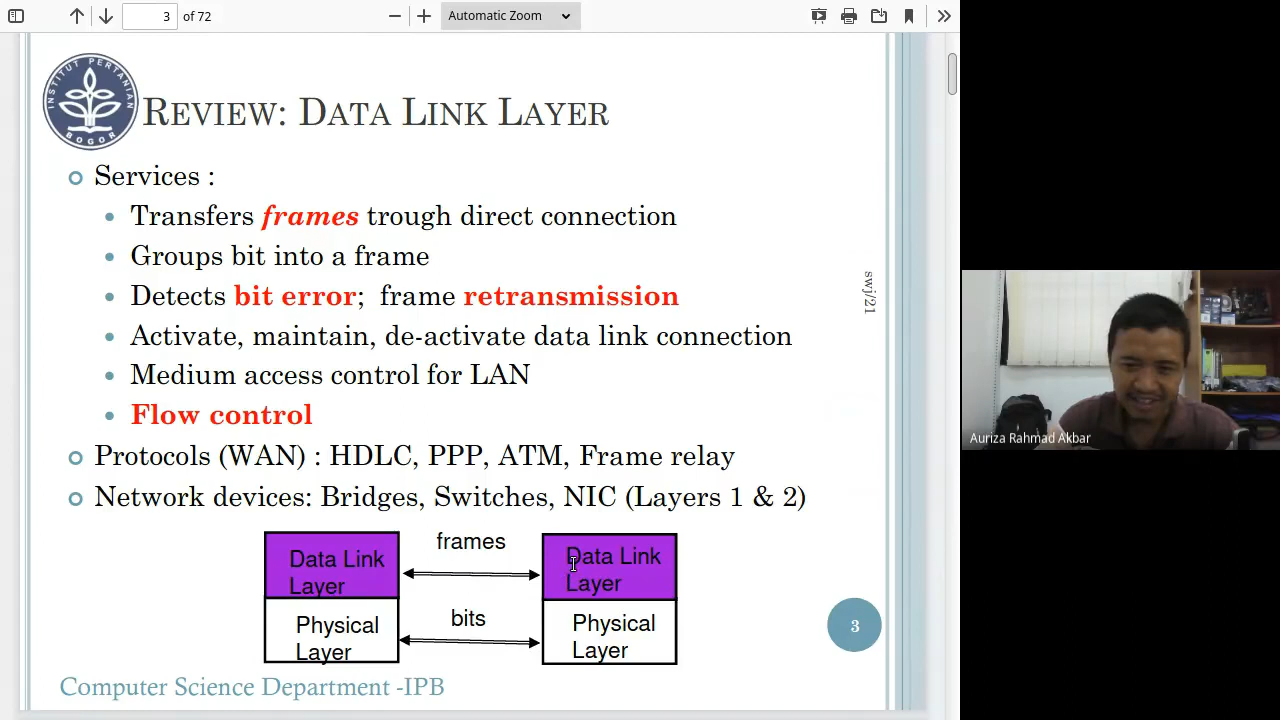 3
of 72
Automatic Zoom
INSTITUT PERTANIAN
BOGOR
REVIEW: DATA LINK LAYER
Services :
Transfers frames trough direct connection
Groups bit into a frame
Detects bit error;  frame retransmission
Activate, maintain, de-activate data link connection
Medium access control for LAN
Flow control
Protocols (WAN) : HDLC, PPP, ATM, Frame relay
Network devices: Bridges, Switches, NIC (Layers 1 & 2)
swj/21
Data Link
Layer
frames
Data Link
Layer
Physical
Layer
bits
Physical
Layer
3
Computer Science Department -IPB
Auriza Rahmad Akbar